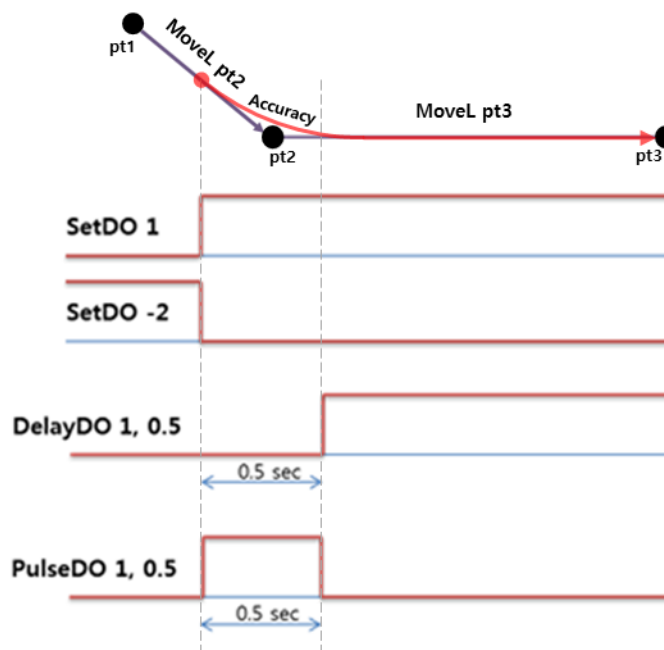 pt1
MoveL pt2
Accuracy
MoveL pt3
pt2
pt3
SetDO 1
SetDO -2
DelayDO 1, 0.5
0.5 sec
PulseDO 1, 0.5
0.5 sec